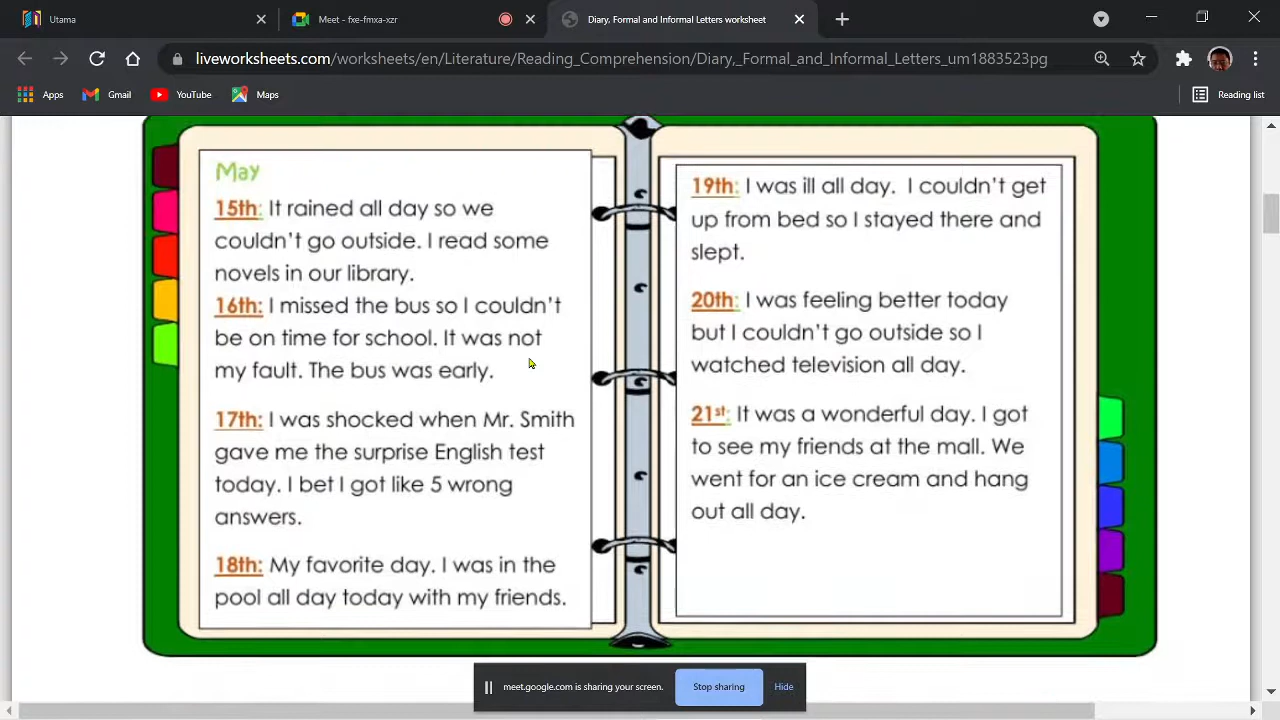 Utama
Meet - fxe-fmxa-xzr
Diary, Formal and Informal Letters worksheet
liveworksheets.com/worksheets/en/Literature/Reading_Comprehension/Diary,_Formal_and_Informal_Letters_um1883523pg
Apps
Gmail
YouTube
Maps
Reading list
May
15th: It rained all day so we
couldn't go outside. I read some
novels in our library.
16th: I missed the bus so I couldn't
be on time for school. It was not
my fault. The bus was early.
17th: I was shocked when Mr. Smith
gave me the surprise English test
today. I bet I got like 5 wrong
answers.
18th: My favorite day. I was in the
pool all day today with my friends.
19th: I was ill all day. I couldn't get
up from bed so I stayed there and
slept.
20th: I was feeling better today
but I couldn't go outside so I
watched television all day.
21st: It was a wonderful day. I got
to see my friends at the mall. We
went for an ice cream and hang
out all day.
meet.google.com is sharing your screen.
Stop sharing
Hide